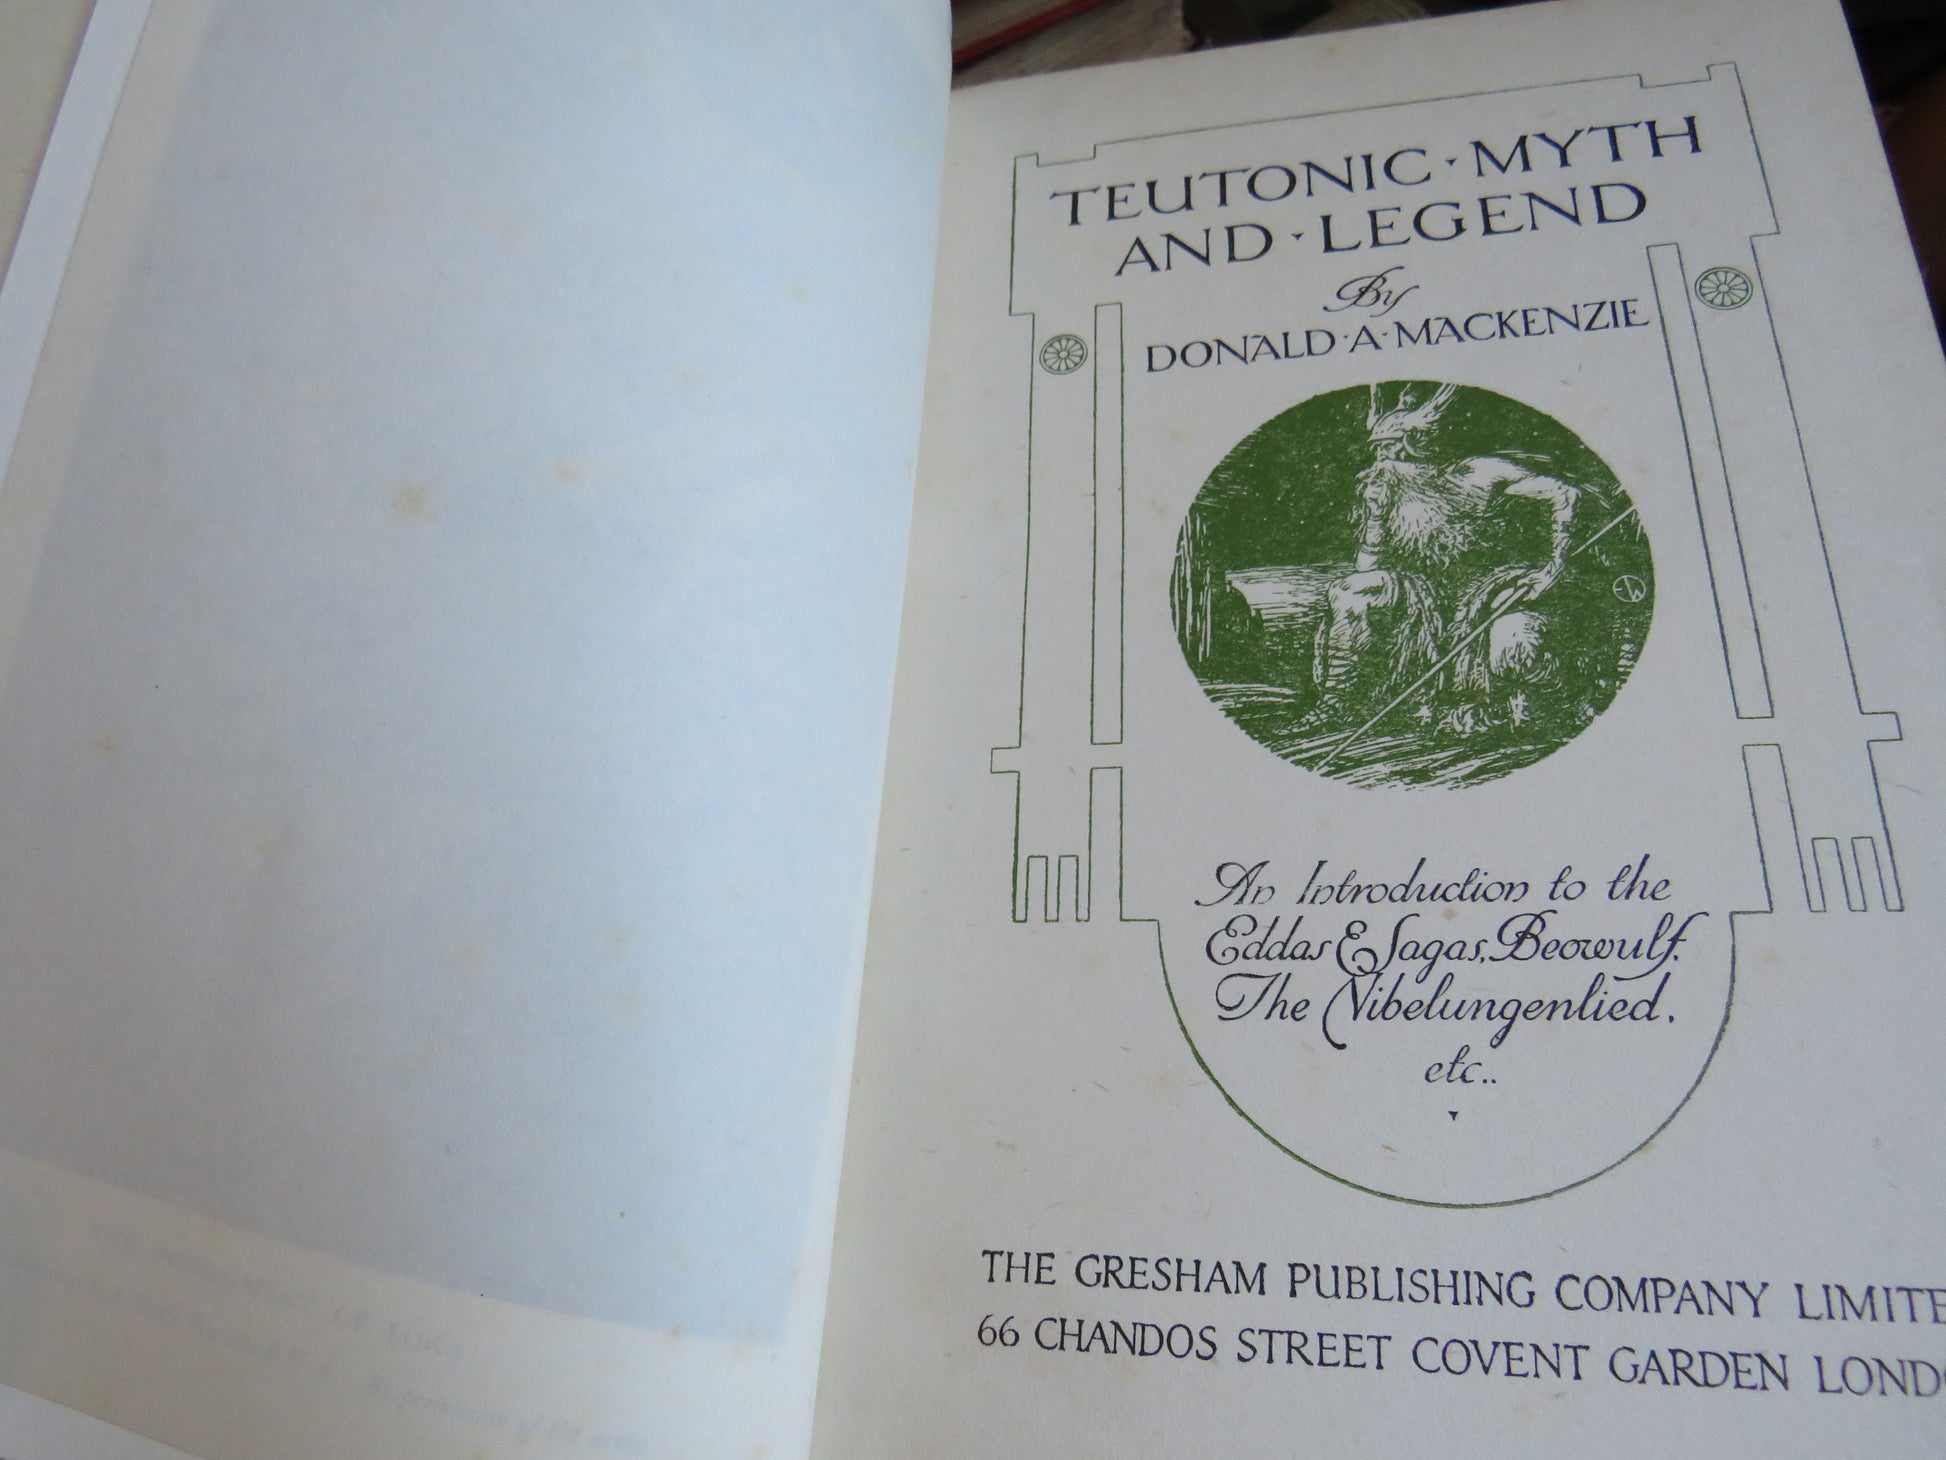 TEUTONIC · MYTH
AND · LEGEND
By
DONALD · A · MACKENZIE
An Introduction to the
Eddas & Sagas, Beowulf,
The Nibelungenlied,
etc..
THE GRESHAM PUBLISHING COMPANY LIMITE
66 CHANDOS STREET COVENT GARDEN LOND